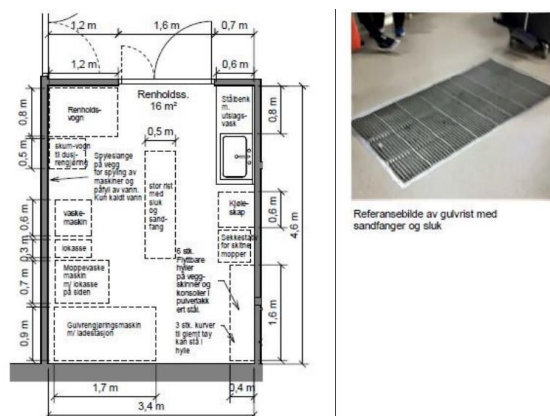 1,2 m
1,6 m
0,7 m
1,2 m
0,6 m
Renholdss.
16 m²
Renholds-
vogn
Stålbenk
m.
utslags-
vask
0,8 m
0,8 m
0,5 m
skum-vogn
til dusj-
rengjøring
0,5 m
Spyleslange
på vegg
for spyling av
maskiner og
påfyl av vann.
Kun kaldt vann
stor rist
med
sluk
og
sand-
fang
Kjøle-
skap
0,6 m
0,6 m
vaske-
maskin
4,6 m
Sekkestativ
for skitne
mopper
0,3 m
lokasse
0,7 m
Moppevaske
maskin
m/ lokasse
på siden
5 stk.
Flyttbare
hyller
på vegg-
skinner og
konsoller i
pulvertakk
ert stål.
1,6 m
0,9 m
Gulvrengjøringsmaskin
m/ ladestasjon
3 stk. kurver
til glemt tøy
kan stå i
hylle
1,7 m
0,4 m
3,4 m
Referansebilde av gulvrist med
sandfanger og sluk